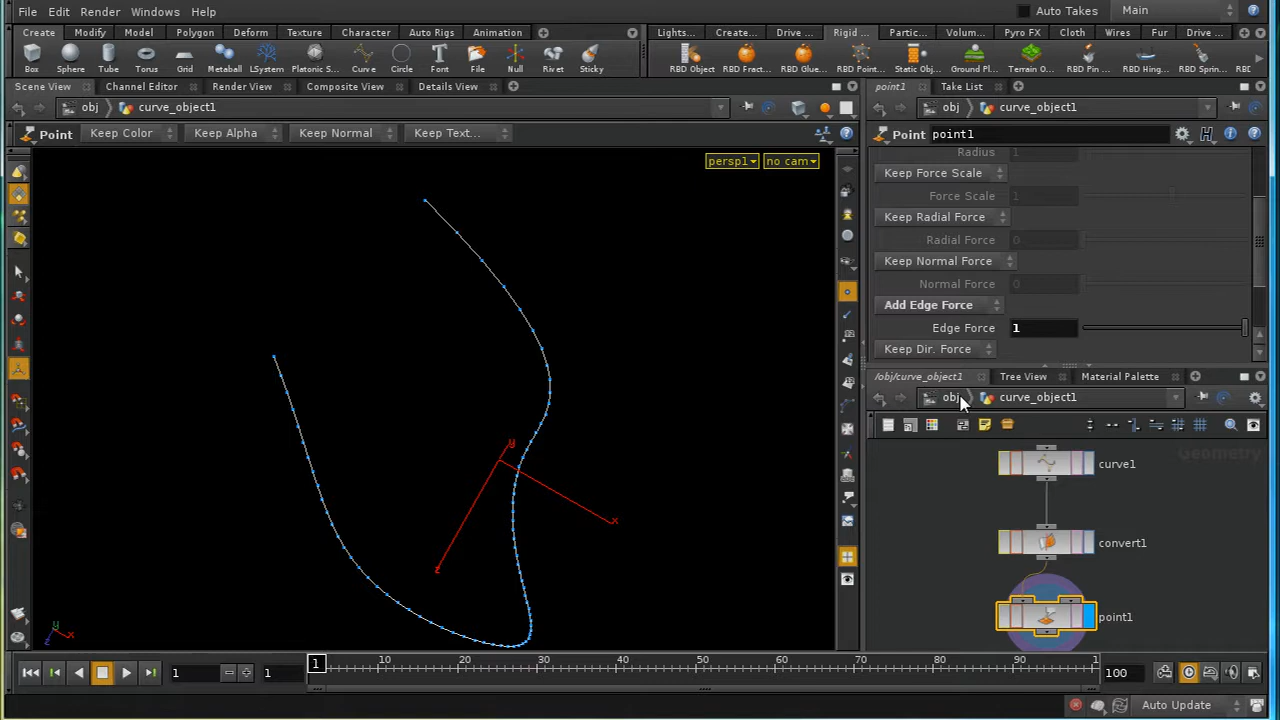 File Edit Render Windows Help Auto Takes Main
Create Modify Model Polygon Deform Texture Character Auto Rigs Animation Lights... Create... Drive ... Rigid ... Partic... Volum... Pyro FX Cloth Wires Fur Drive ...
Box Sphere Tube Torus Grid Metaball LSystem Platonic S... Curve Circle Font File Null Rivet Sticky RBD Object RBD Fract... RBD Glue... RBD Point... Static Obj... Ground Pl... Terrain O... RBD Pin ... RBD Hing... RBD Sprin... RBD
Scene View Channel Editor Render View Composite View Details View point1 Take List
obj curve_object1 obj curve_object1
Point Keep Color Keep Alpha Keep Normal Keep Text... Point point1
persp1 no cam
Radius 1
Keep Force Scale
Force Scale 1
Keep Radial Force
Radial Force 0
Keep Normal Force
Normal Force 0
Add Edge Force
Edge Force 1
Keep Dir. Force
/obj/curve_object1 Tree View Material Palette
obj curve_object1
Geometry
curve1
convert1
point1
y
x
z
y
x
z
1 10 20 30 40 50 60 70 80 90 1
1 1 100
Auto Update